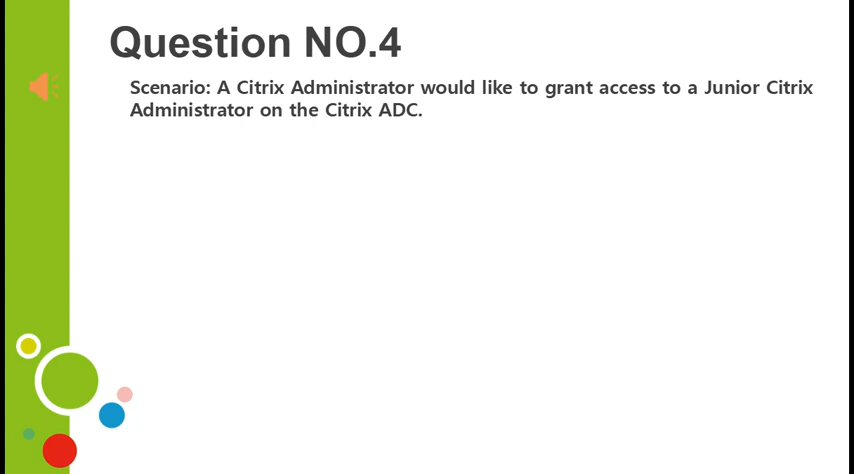 Question NO.4
Scenario: A Citrix Administrator would like to grant access to a Junior Citrix
Administrator on the Citrix ADC.